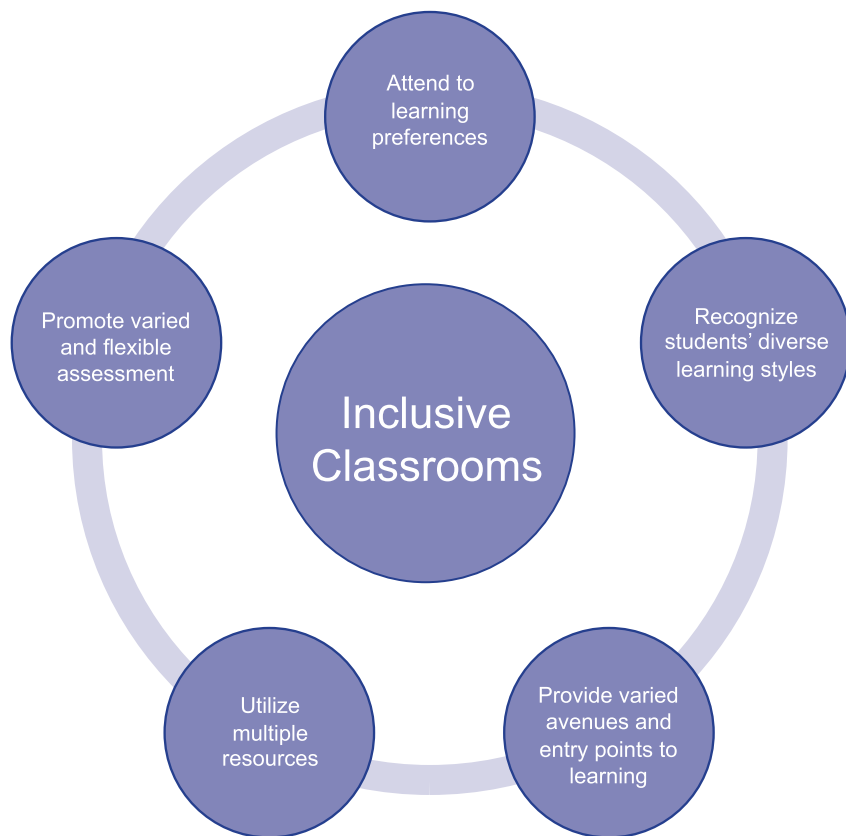 Attend to
learning
preferences
Recognize
students’ diverse
learning styles
Provide varied
avenues and
entry points to
learning
Utilize
multiple
resources
Promote varied
and flexible
assessment
Inclusive
Classrooms